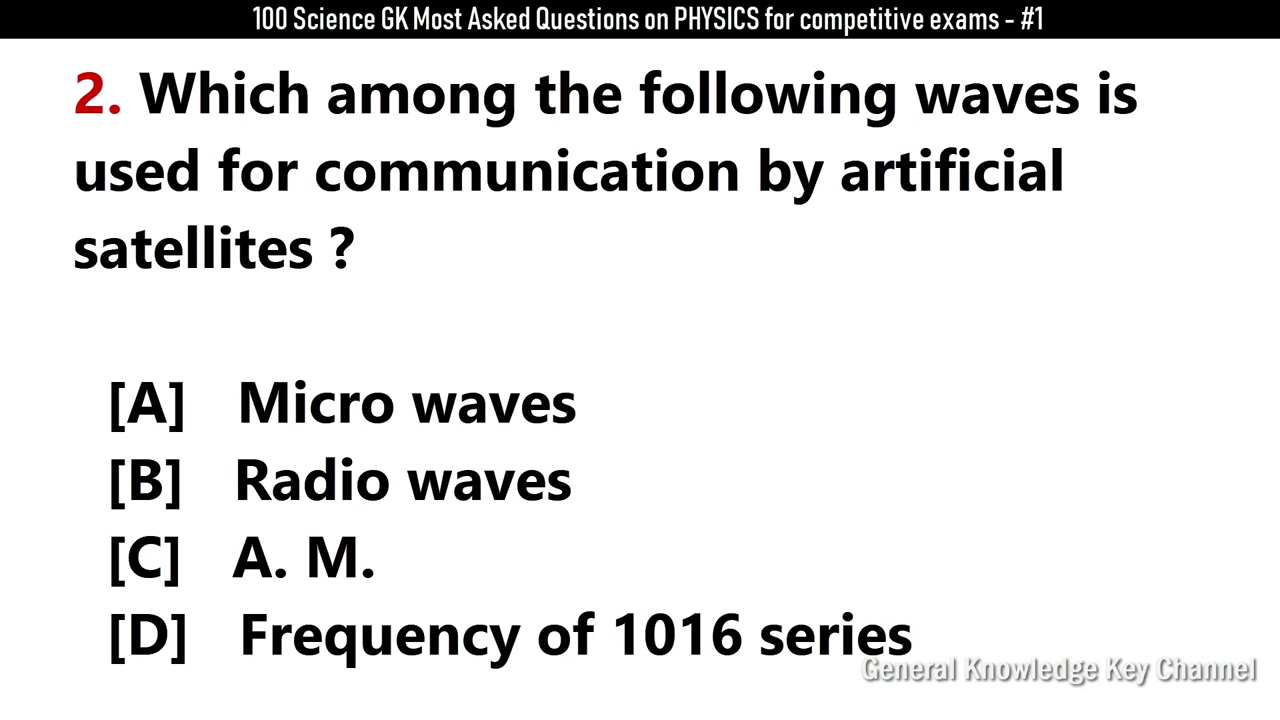 100 Science GK Most Asked Questions on PHYSICS for competitive exams - #1
2. Which among the following waves is
used for communication by artificial
satellites ?
[A] Micro waves
[B] Radio waves
[C] A. M.
[D] Frequency of 1016 series
General Knowledge Key Channel